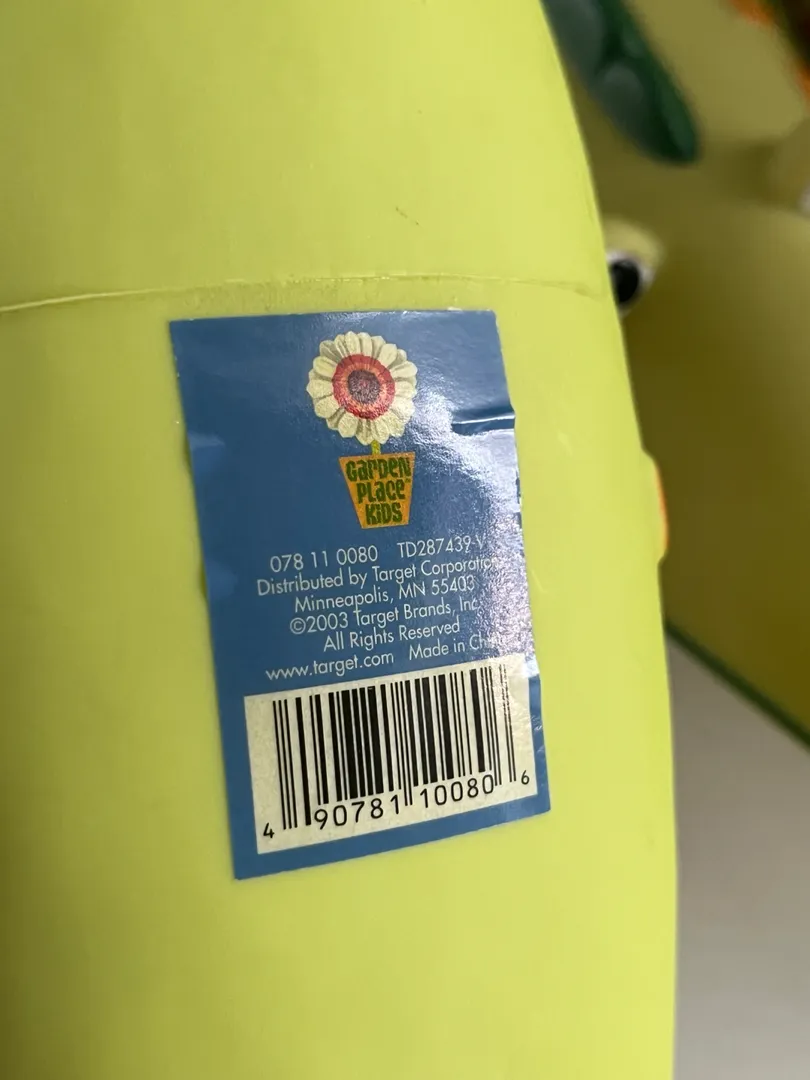 GARDEN
PLACE
KIDS
078 11 0080 TD287439-V
Distributed by Target Corporation
Minneapolis, MN 55403
©2003 Target Brands, Inc.
All Rights Reserved
www.target.com Made in China
4 90781 10080 6